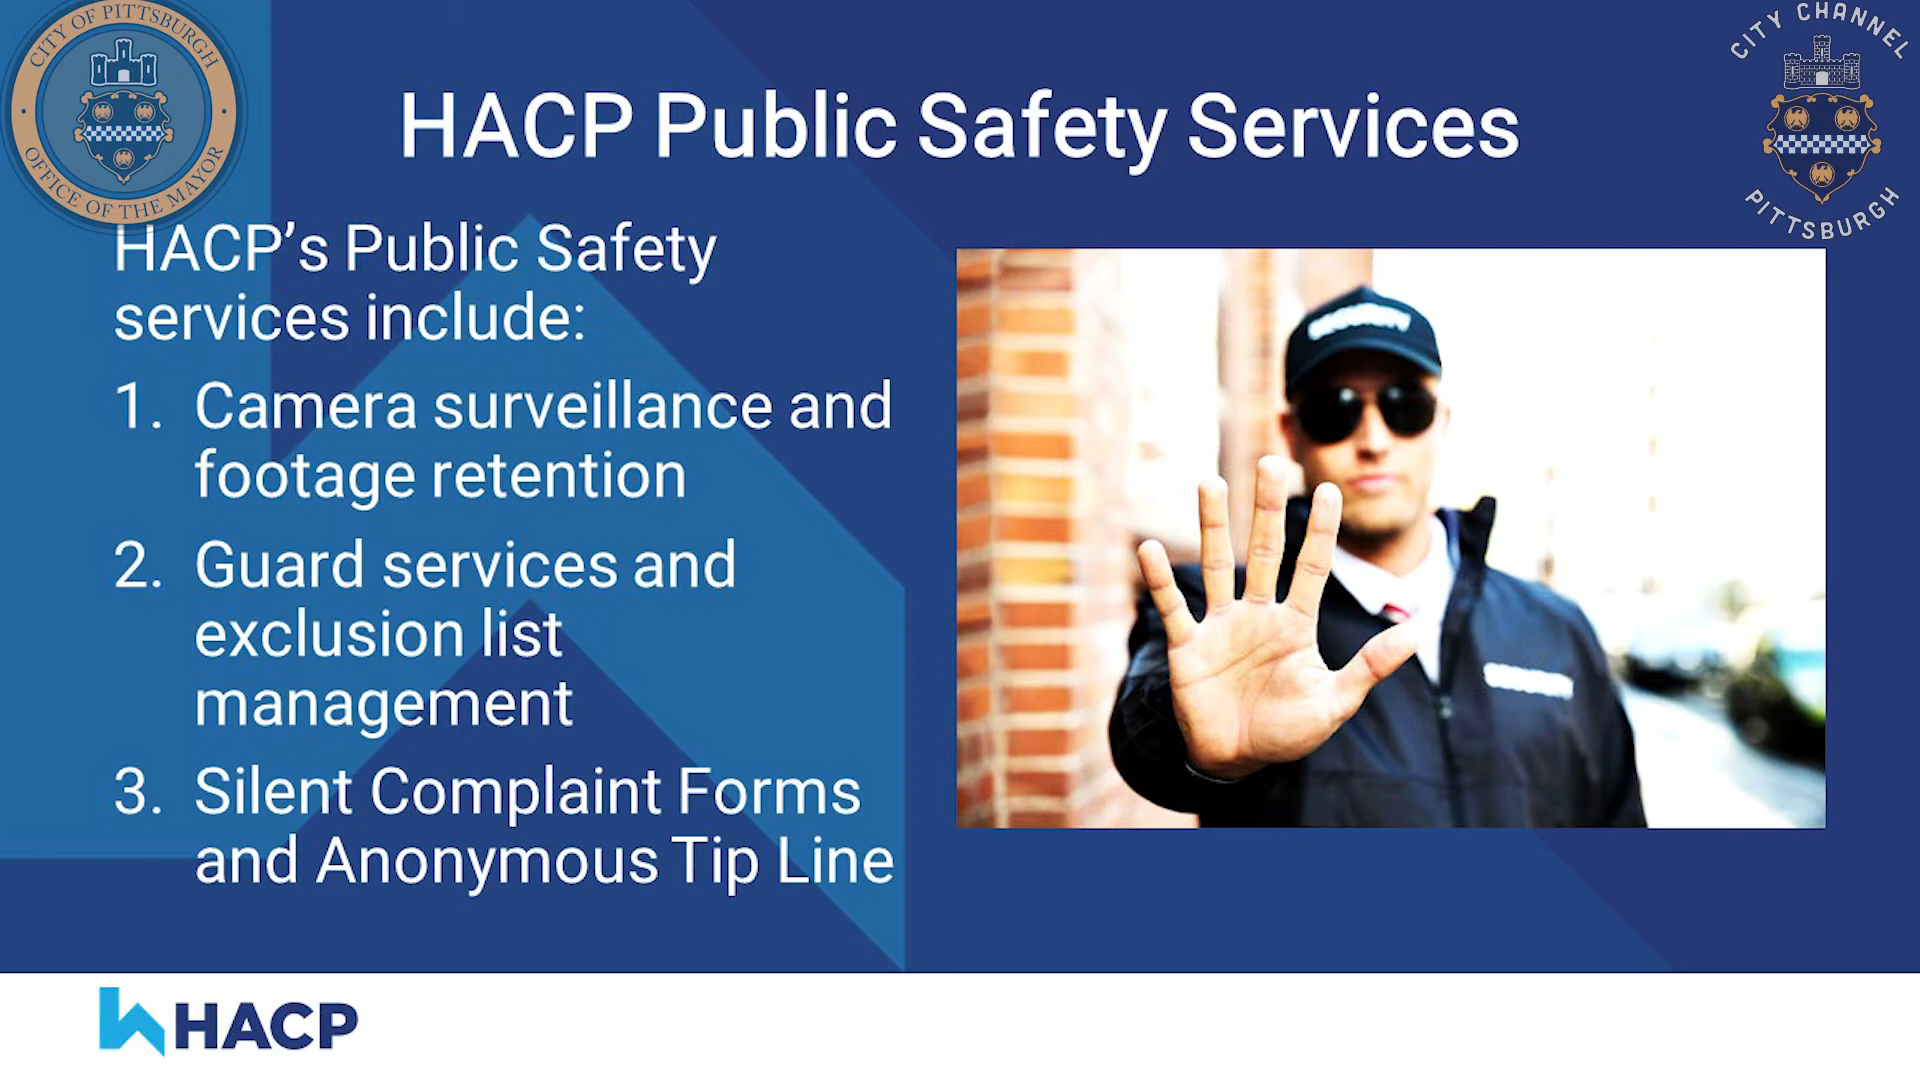 CITY OF PITTSBURGH
OFFICE OF THE MAYOR
CITY CHANNEL
PITTSBURGH
HACP Public Safety Services
HACP's Public Safety
services include:
1. Camera surveillance and
footage retention
2. Guard services and
exclusion list
management
3. Silent Complaint Forms
and Anonymous Tip Line
SECURITY
SECURITY
HACP